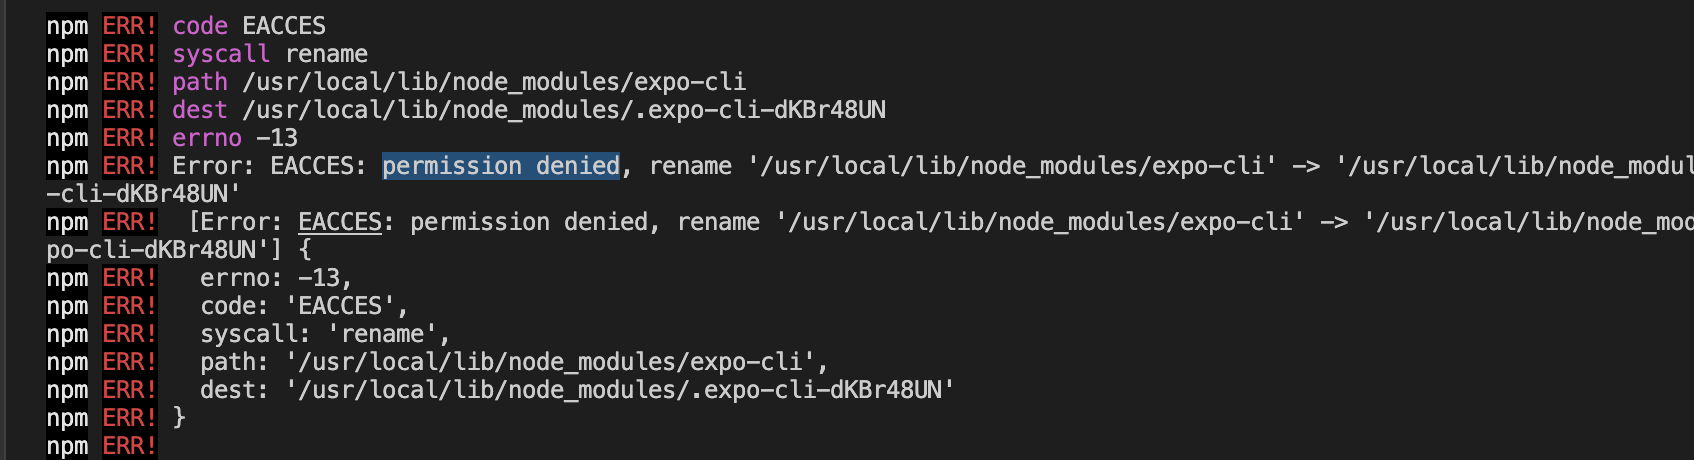 npm ERR! code EACCES
npm ERR! syscall rename
npm ERR! path /usr/local/lib/node_modules/expo-cli
npm ERR! dest /usr/local/lib/node_modules/.expo-cli-dKBr48UN
npm ERR! errno -13
npm ERR! Error: EACCES: permission denied, rename '/usr/local/lib/node_modules/expo-cli' -> '/usr/local/lib/node_modul
-cli-dKBr48UN'
npm ERR!  [Error: EACCES: permission denied, rename '/usr/local/lib/node_modules/expo-cli' -> '/usr/local/lib/node_mod
po-cli-dKBr48UN'] {
npm ERR!   errno: -13,
npm ERR!   code: 'EACCES',
npm ERR!   syscall: 'rename',
npm ERR!   path: '/usr/local/lib/node_modules/expo-cli',
npm ERR!   dest: '/usr/local/lib/node_modules/.expo-cli-dKBr48UN'
npm ERR! }
npm ERR!